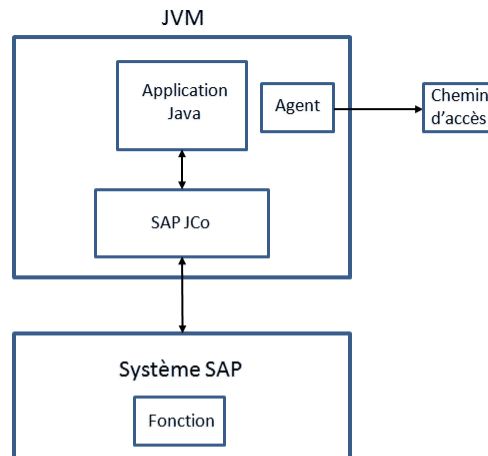 JVM
Application
Java
Agent
Chemin
d'accès
SAP JCo
Système SAP
Fonction